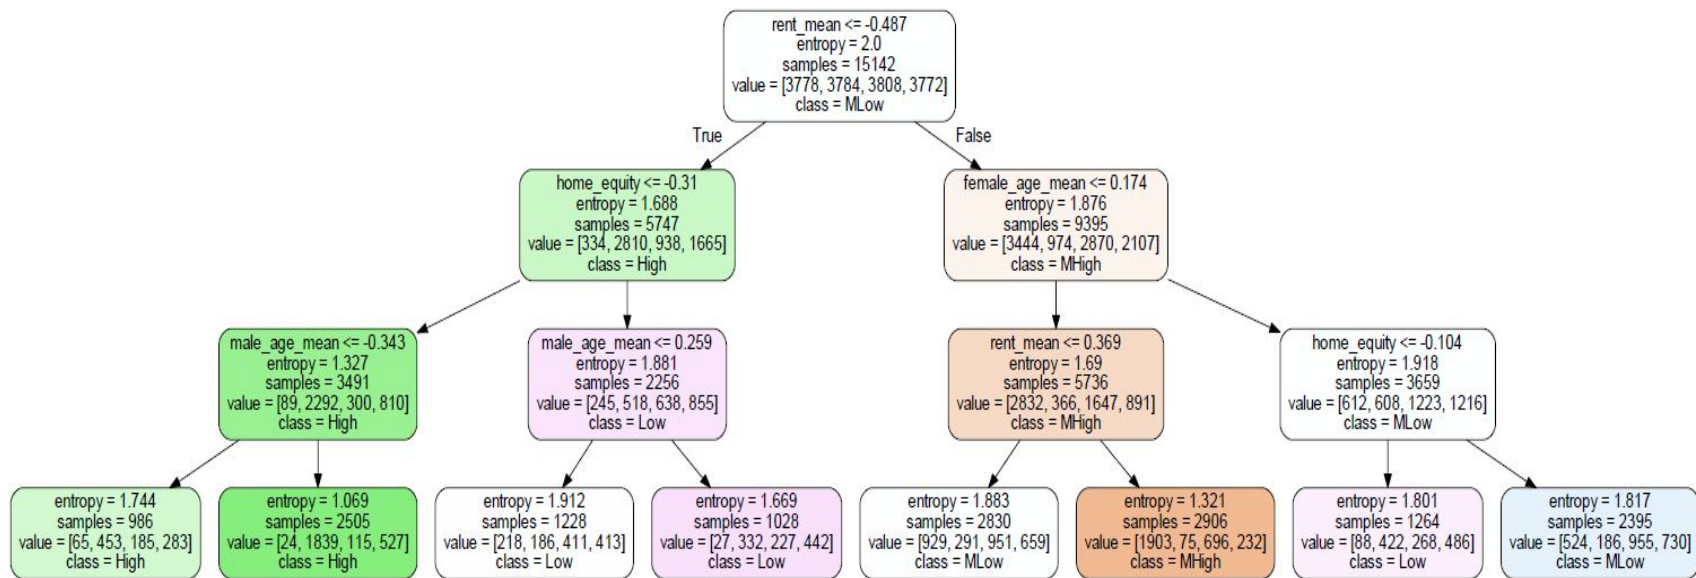 rent_mean <= -0.487
entropy = 2.0
samples = 15142
value = [3778, 3784, 3808, 3772]
class = MLow
True
False
home_equity <= -0.31
entropy = 1.688
samples = 5747
value = [334, 2810, 938, 1665]
class = High
female_age_mean <= 0.174
entropy = 1.876
samples = 9395
value = [3444, 974, 2870, 2107]
class = MHigh
male_age_mean <= -0.343
entropy = 1.327
samples = 3491
value = [89, 2292, 300, 810]
class = High
male_age_mean <= 0.259
entropy = 1.881
samples = 2256
value = [245, 518, 638, 855]
class = Low
rent_mean <= 0.369
entropy = 1.69
samples = 5736
value = [2832, 366, 1647, 891]
class = MHigh
home_equity <= -0.104
entropy = 1.918
samples = 3659
value = [612, 608, 1223, 1216]
class = MLow
entropy = 1.744
samples = 986
value = [65, 453, 185, 283]
class = High
entropy = 1.069
samples = 2505
value = [24, 1839, 115, 527]
class = High
entropy = 1.912
samples = 1228
value = [218, 186, 411, 413]
class = Low
entropy = 1.669
samples = 1028
value = [27, 332, 227, 442]
class = Low
entropy = 1.883
samples = 2830
value = [929, 291, 951, 659]
class = MLow
entropy = 1.321
samples = 2906
value = [1903, 75, 696, 232]
class = MHigh
entropy = 1.801
samples = 1264
value = [88, 422, 268, 486]
class = Low
entropy = 1.817
samples = 2395
value = [524, 186, 955, 730]
class = MLow